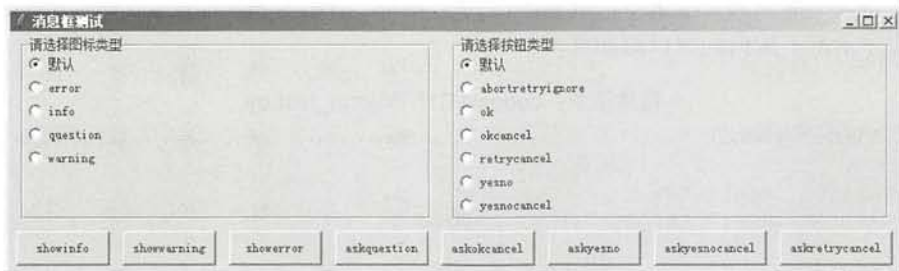 消息框测试
请选择图标类型
默认
error
info
question
warning
请选择按钮类型
默认
abortretryignore
ok
okcancel
retrycancel
yesno
yesnocancel
showinfo showwarning showerror askquestion askokcancel askyesno askyesnocancel askretrycancel